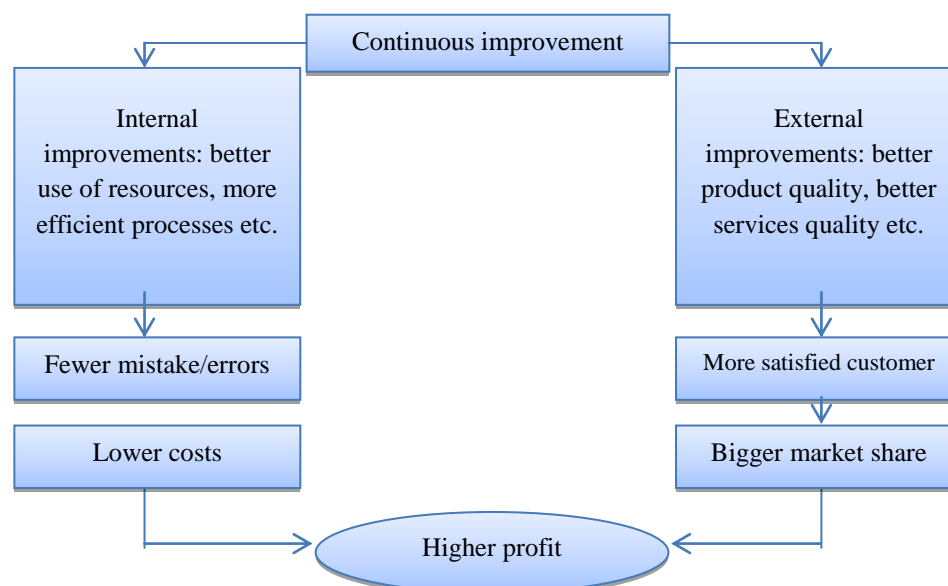 Continuous improvement
Internal
improvements: better
use of resources, more
efficient processes etc.
External
improvements: better
product quality, better
services quality etc.
Fewer mistake/errors
More satisfied customer
Lower costs
Bigger market share
Higher profit